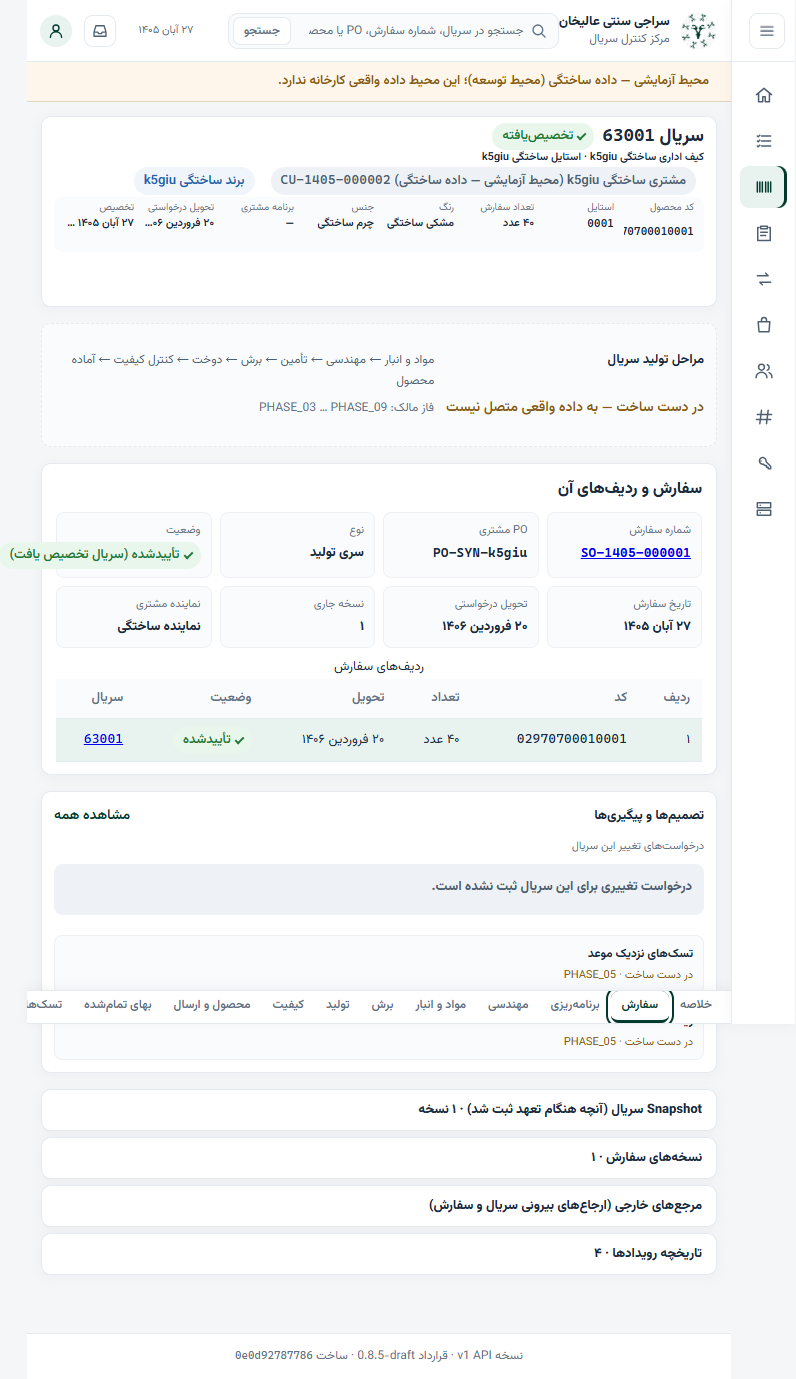 سراجی سنتی عالیخان
مرکز کنترل سریال
جستجو در سریال، شماره سفارش، PO یا محص
جستجو
۲۷ آبان ۱۴۰۵
محیط آزمایشی — داده ساختگی (محیط توسعه)؛ این محیط داده واقعی کارخانه ندارد.
سریال 63001 ✓ تخصیص‌یافته
کیف اداری ساختگی k5giu · استایل ساختگی k5giu
مشتری ساختگی k5giu (محیط آزمایشی — داده ساختگی) CU-1405-000002
برند ساختگی k5giu
کد محصول استایل تعداد سفارش رنگ جنس برنامه مشتری تحویل درخواستی تخصیص
70700010001 0001 ۴۰ عدد مشکی ساختگی چرم ساختگی — ۲۰ فروردین ۰۶... ۲۷ آبان ۱۴۰۵ ...
مراحل تولید سریال
مواد و انبار ← مهندسی ← تأمین ← برش ← دوخت ← کنترل کیفیت ← آماده
محصول
در دست ساخت — به داده واقعی متصل نیست
فاز مالک: PHASE_03 … PHASE_09
سفارش و ردیف‌های آن
شماره سفارش PO مشتری نوع وضعیت
SO-1405-000001 PO-SYN-k5giu سری تولید ✓ تأییدشده (سریال تخصیص یافت)
تاریخ سفارش تحویل درخواستی نسخه جاری نماینده مشتری
۲۷ آبان ۱۴۰۵ ۲۰ فروردین ۱۴۰۶ ۱ نماینده ساختگی
ردیف‌های سفارش
ردیف کد تعداد تحویل وضعیت سریال
۱ 02970700010001 ۴۰ عدد ۲۰ فروردین ۱۴۰۶ ✓ تأییدشده 63001
تصمیم‌ها و پیگیری‌ها
مشاهده همه
درخواست‌های تغییر این سریال
درخواست تغییری برای این سریال ثبت نشده است.
تسک‌های نزدیک موعد
در دست ساخت · PHASE_05
خلاصه سفارش برنامه‌ریزی مهندسی مواد و انبار برش تولید کیفیت محصول و ارسال بهای تمام‌شده تسک‌ها
در دست ساخت · PHASE_05
Snapshot سریال (آنچه هنگام تعهد ثبت شد) · ۱ نسخه
نسخه‌های سفارش · ۱
مرجع‌های خارجی (ارجاع‌های بیرونی سریال و سفارش)
تاریخچه رویدادها · ۴
نسخه API v1 · قرارداد 0.8.5-draft · ساخت 0e0d92787786